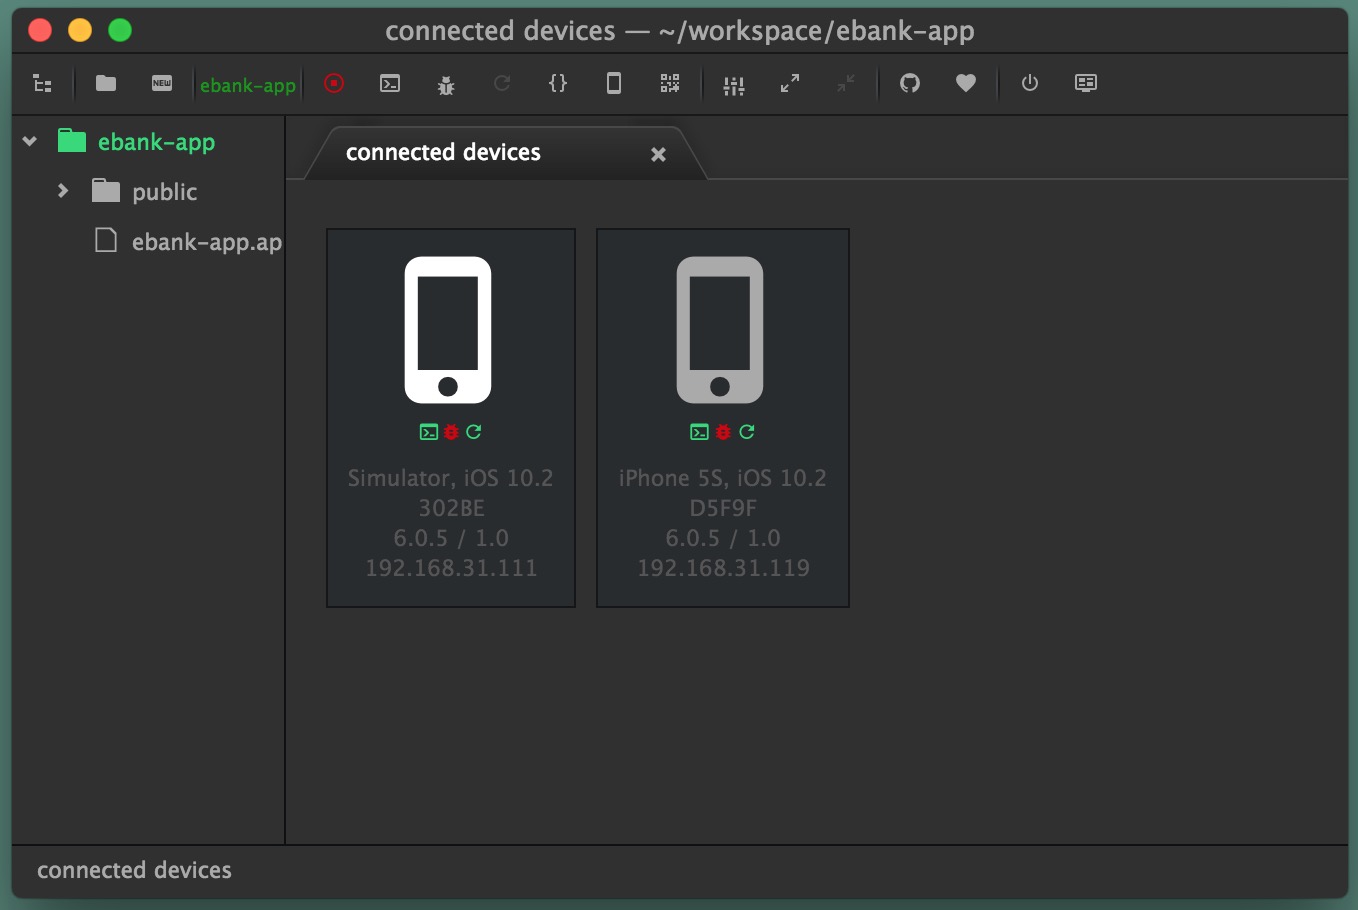 connected devices — ~/workspace/ebank-app
NEW
ebank-app
ebank-app
public
ebank-app.ap
connected devices
Simulator, iOS 10.2
302BE
6.0.5 / 1.0
192.168.31.111
iPhone 5S, iOS 10.2
D5F9F
6.0.5 / 1.0
192.168.31.119
connected devices